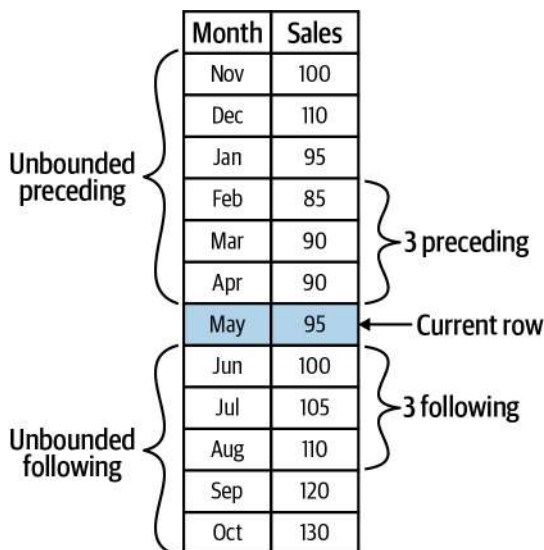 Month Sales
Nov 100
Dec 110
Jan 95
Unbounded preceding
Feb 85
Mar 90
3 preceding
Apr 90
May 95
Current row
Jun 100
Jul 105
3 following
Unbounded following
Aug 110
Sep 120
Oct 130